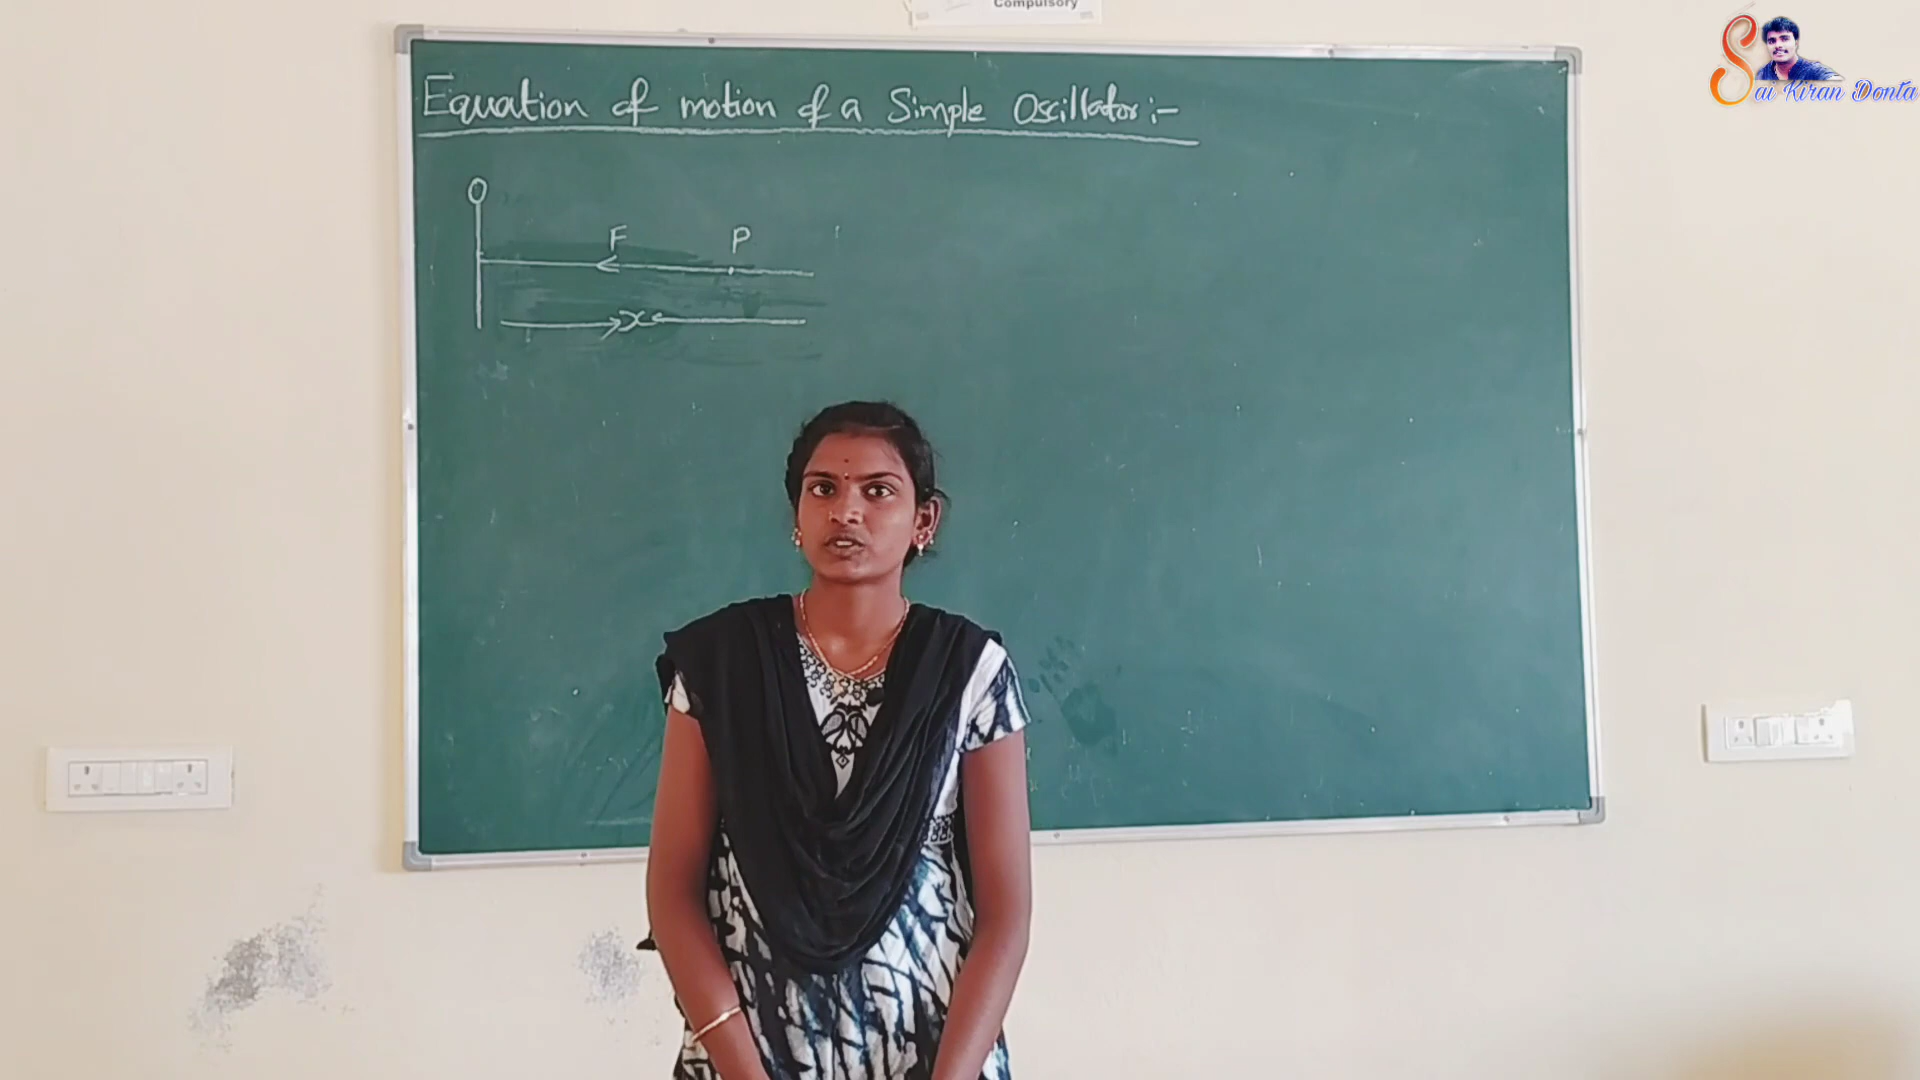 Compulsory
Sai Kiran Donta
Equation of motion of a Simple Oscillator :-
O
F P
x